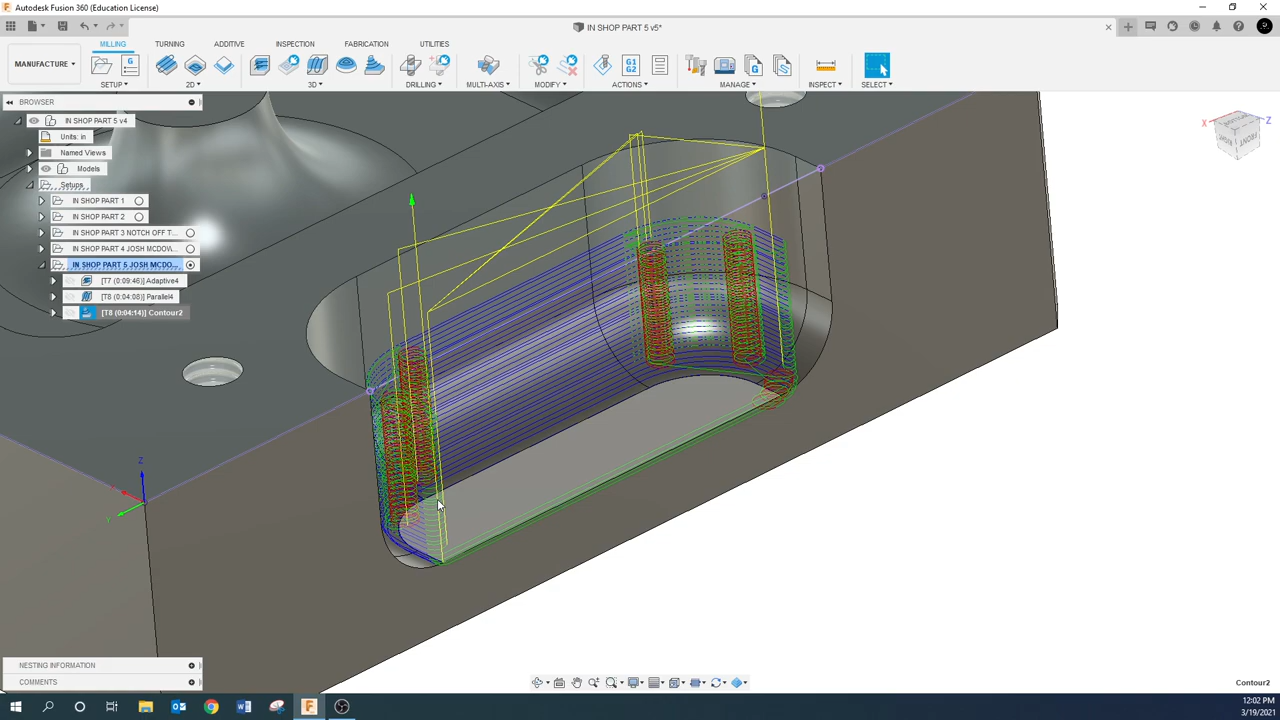 Autodesk Fusion 360 (Education License)
IN SHOP PART 5 v5*
MILLING TURNING ADDITIVE INSPECTION FABRICATION UTILITIES
MANUFACTURE
SETUP 2D 3D DRILLING MULTI-AXIS MODIFY ACTIONS MANAGE INSPECT SELECT
G1
G2
BROWSER
IN SHOP PART 5 v4
Units: in
Named Views
Models
Setups
IN SHOP PART 1
IN SHOP PART 2
IN SHOP PART 3 NOTCH OFF T...
IN SHOP PART 4 JOSH MCDOW...
IN SHOP PART 5 JOSH MCDO...
[T7 (0:09:46)] Adaptive4
[T8 (0:04:08)] Parallel4
[T8 (0:04:14)] Contour2
X Z
FRONT
RIGHT
Z
Y
NESTING INFORMATION
COMMENTS
Contour2
12:02 PM
3/19/2021